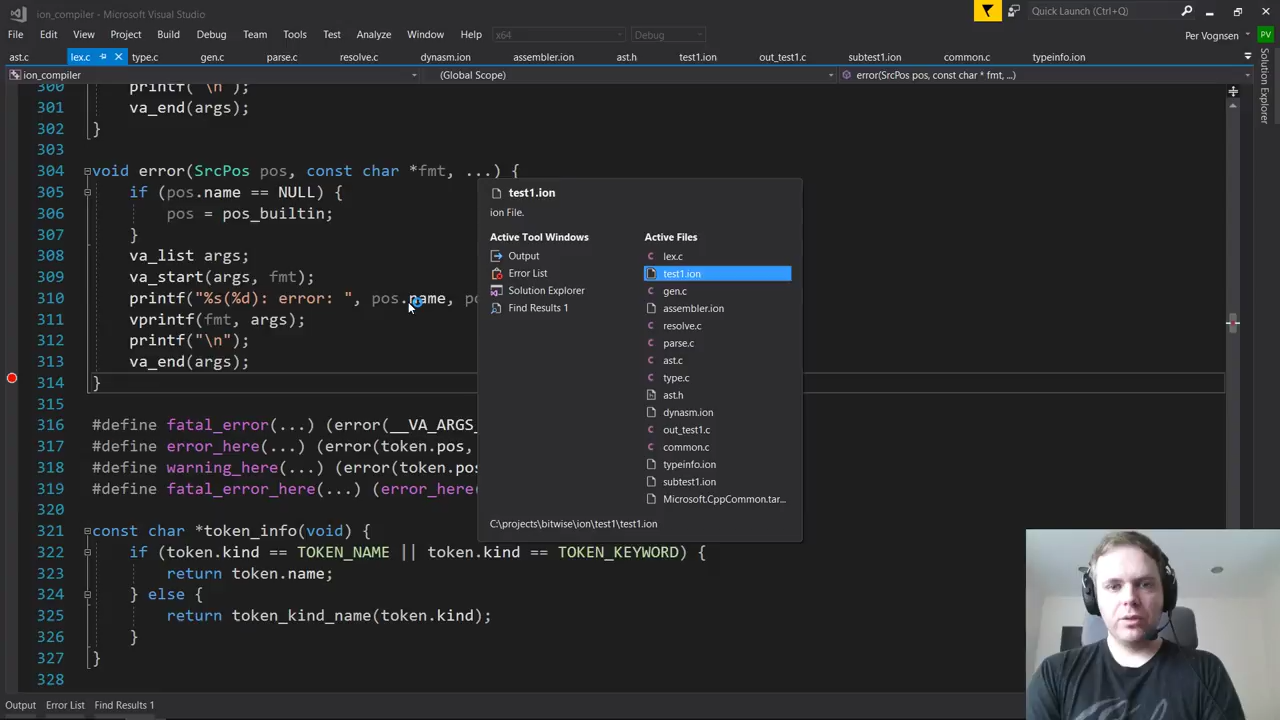 ion_compiler - Microsoft Visual Studio
Quick Launch (Ctrl+Q)
File Edit View Project Build Debug Team Tools Test Analyze Window Help x64 Debug
Per Vognsen PV
ast.c lex.c type.c gen.c parse.c resolve.c dynasm.ion assembler.ion ast.h test1.ion out_test1.c subtest1.ion common.c typeinfo.ion
Solution Explorer
ion_compiler (Global Scope) error(SrcPos pos, const char * fmt, ...)
300 printf("\n");
301 va_end(args);
302 }
303
304 void error(SrcPos pos, const char *fmt, ...) {
305 if (pos.name == NULL) {
306 pos = pos_builtin;
307 }
308 va_list args;
309 va_start(args, fmt);
310 printf("%s(%d): error: ", pos.name,
311 vprintf(fmt, args);
312 printf("\n");
313 va_end(args);
314 }
315
316 #define fatal_error(...) (error(__VA_ARGS_
317 #define error_here(...) (error(token.pos,
318 #define warning_here(...) (error(token.pos
319 #define fatal_error_here(...) (error_here(
320
321 const char *token_info(void) {
322 if (token.kind == TOKEN_NAME || token.kind == TOKEN_KEYWORD) {
323 return token.name;
324 } else {
325 return token_kind_name(token.kind);
326 }
327 }
328
test1.ion
ion File.
Active Tool Windows
Output
Error List
Solution Explorer
Find Results 1
Active Files
lex.c
test1.ion
gen.c
assembler.ion
resolve.c
parse.c
ast.c
type.c
ast.h
dynasm.ion
out_test1.c
common.c
typeinfo.ion
subtest1.ion
Microsoft.CppCommon.tar...
C:\projects\bitwise\ion\test1\test1.ion
Output Error List Find Results 1